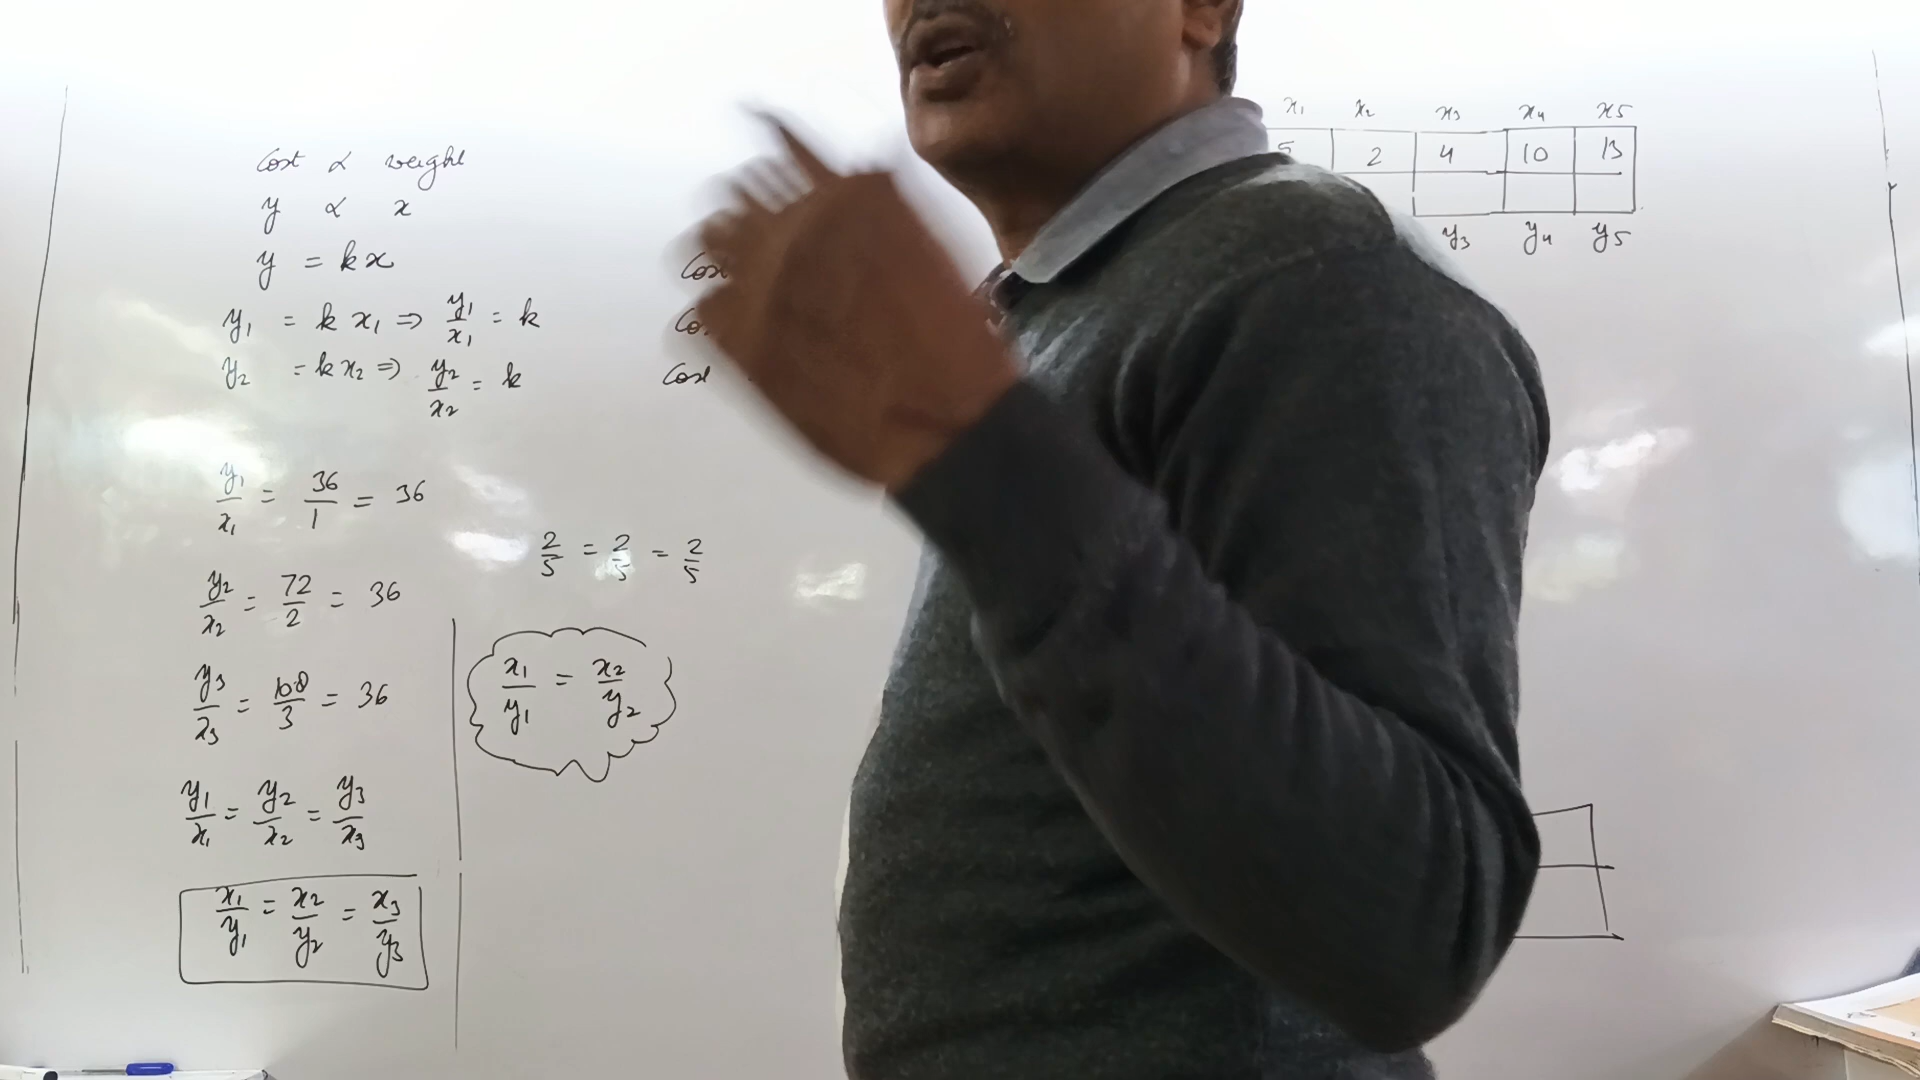 Cost ∝ weight
y ∝ x
y = kx
y₁ = k x₁ ⇒ y₁/x₁ = k
y₂ = k x₂ ⇒ y₂/x₂ = k
y₁/x₁ = 36/1 = 36
y₂/x₂ = 72/2 = 36
y₃/x₃ = 108/3 = 36
y₁/x₁ = y₂/x₂ = y₃/x₃
x₁/y₁ = x₂/y₂ = x₃/y₃
Cost
2/5 = 2/5 = 2/5
x₁/y₁ = x₂/y₂
x₁ x₂ x₃ x₄ x₅
5 2 4 10 13
y₃ y₄ y₅